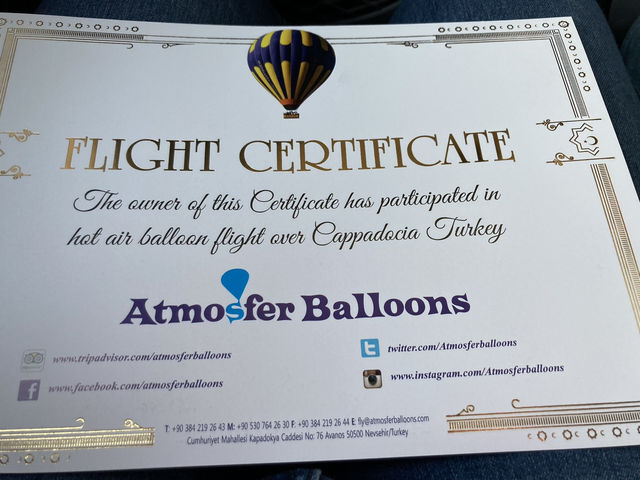 FLIGHT CERTIFICATE
The owner of this Certificate has participated in
hot air balloon flight over Cappadocia Turkey
Atmosfer Balloons
www.tripadvisor.com/atmosferballoons
twitter.com/Atmosferballoons
www.facebook.com/atmosferballoons
www.instagram.com/Atmosferballoons
T: +90 384 219 26 43 M: +90 530 764 26 30 F: +90 384 219 26 44 E: fly@atmosferballoons.com
Cumhuriyet Mahallesi Kapadokya Caddesi No: 76 Avanos 50500 Nevsehir/Turkey